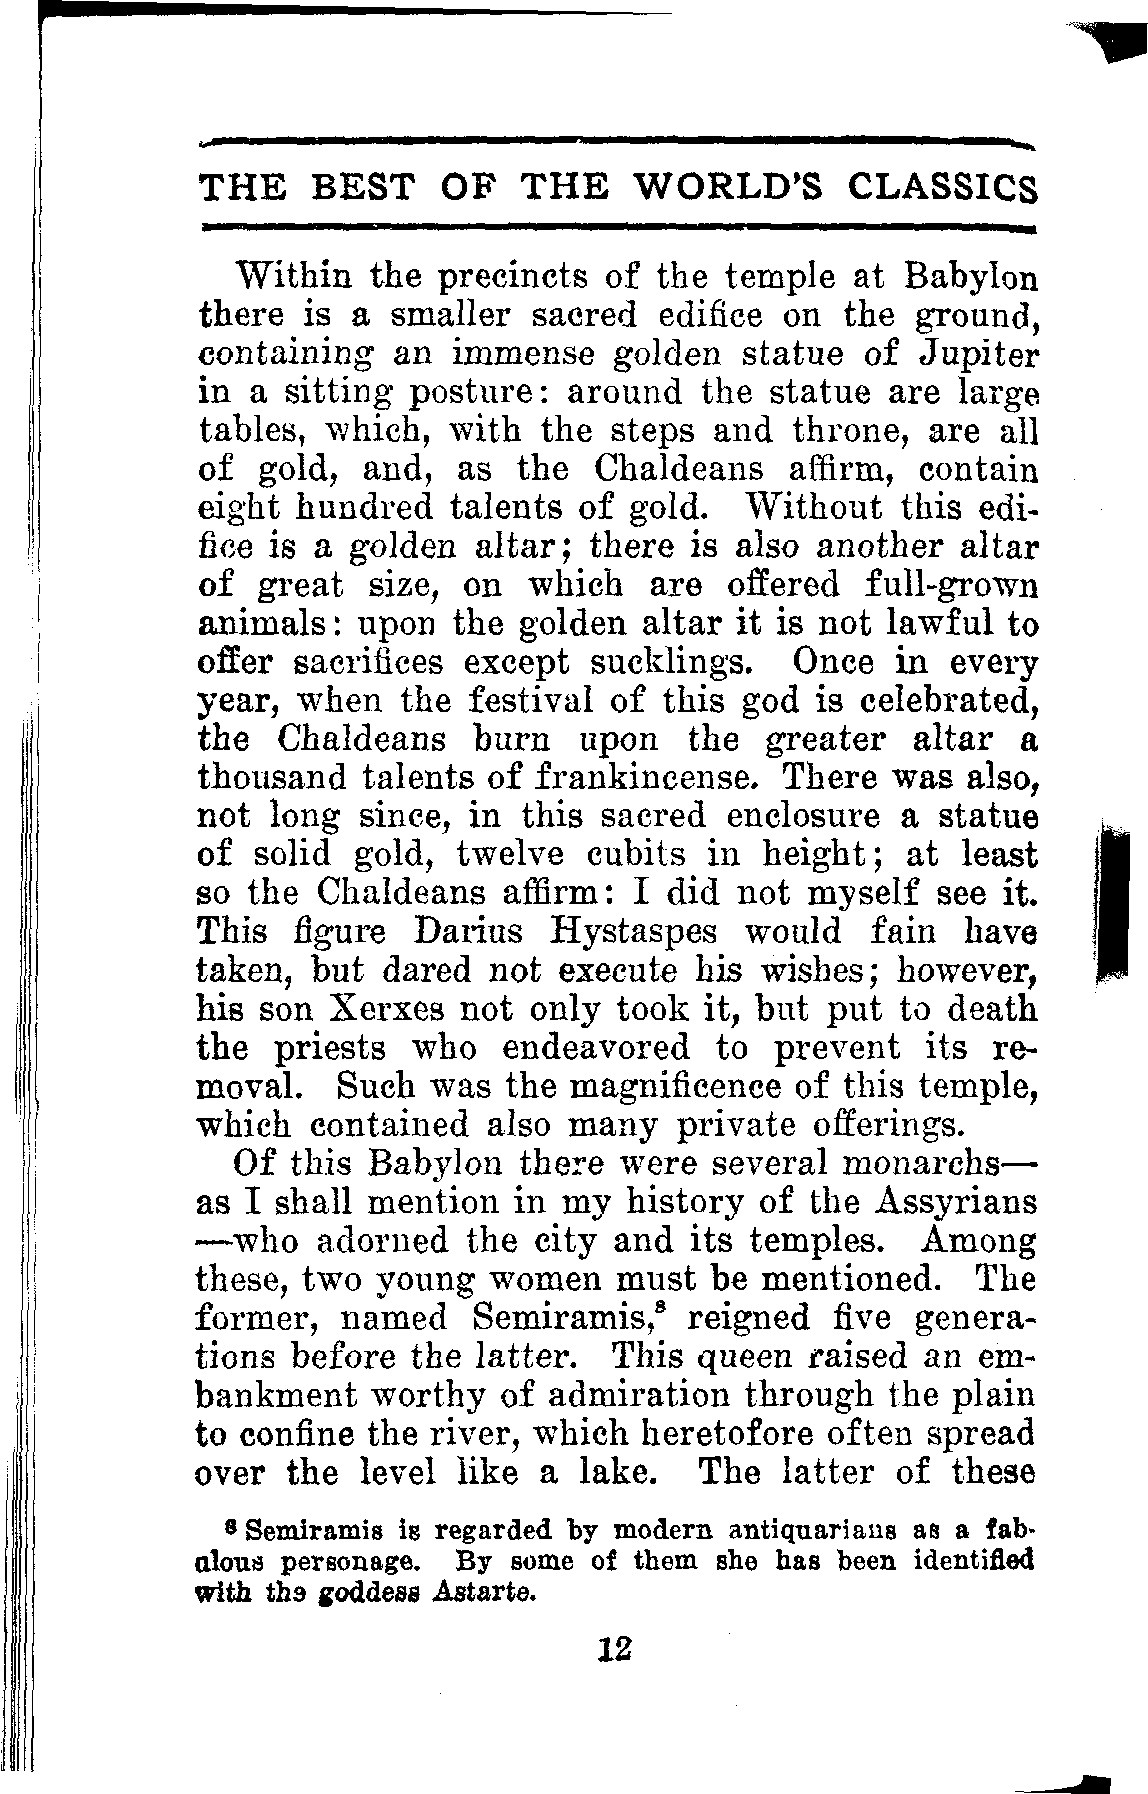 THE BEST OF THE WORLD'S CLASSICS
Within the precincts of the temple at Babylon
there is a smaller sacred edifice on the ground,
containing an immense golden statue of Jupiter
in a sitting posture: around the statue are large
tables, which, with the steps and throne, are all
of gold, and, as the Chaldeans affirm, contain
eight hundred talents of gold. Without this edi-
fice is a golden altar; there is also another altar
of great size, on which are offered full-grown
animals: upon the golden altar it is not lawful to
offer sacrifices except sucklings. Once in every
year, when the festival of this god is celebrated,
the Chaldeans burn upon the greater altar a
thousand talents of frankincense. There was also,
not long since, in this sacred enclosure a statue
of solid gold, twelve cubits in height; at least
so the Chaldeans affirm: I did not myself see it.
This figure Darius Hystaspes would fain have
taken, but dared not execute his wishes; however,
his son Xerxes not only took it, but put to death
the priests who endeavored to prevent its re-
moval. Such was the magnificence of this temple,
which contained also many private offerings.
Of this Babylon there were several monarchs—
as I shall mention in my history of the Assyrians
—who adorned the city and its temples. Among
these, two young women must be mentioned. The
former, named Semiramis,⁸ reigned five genera-
tions before the latter. This queen raised an em-
bankment worthy of admiration through the plain
to confine the river, which heretofore often spread
over the level like a lake. The latter of these
⁸ Semiramis is regarded by modern antiquarians as a fab-
ulous personage. By some of them she has been identified
with the goddess Astarte.
12